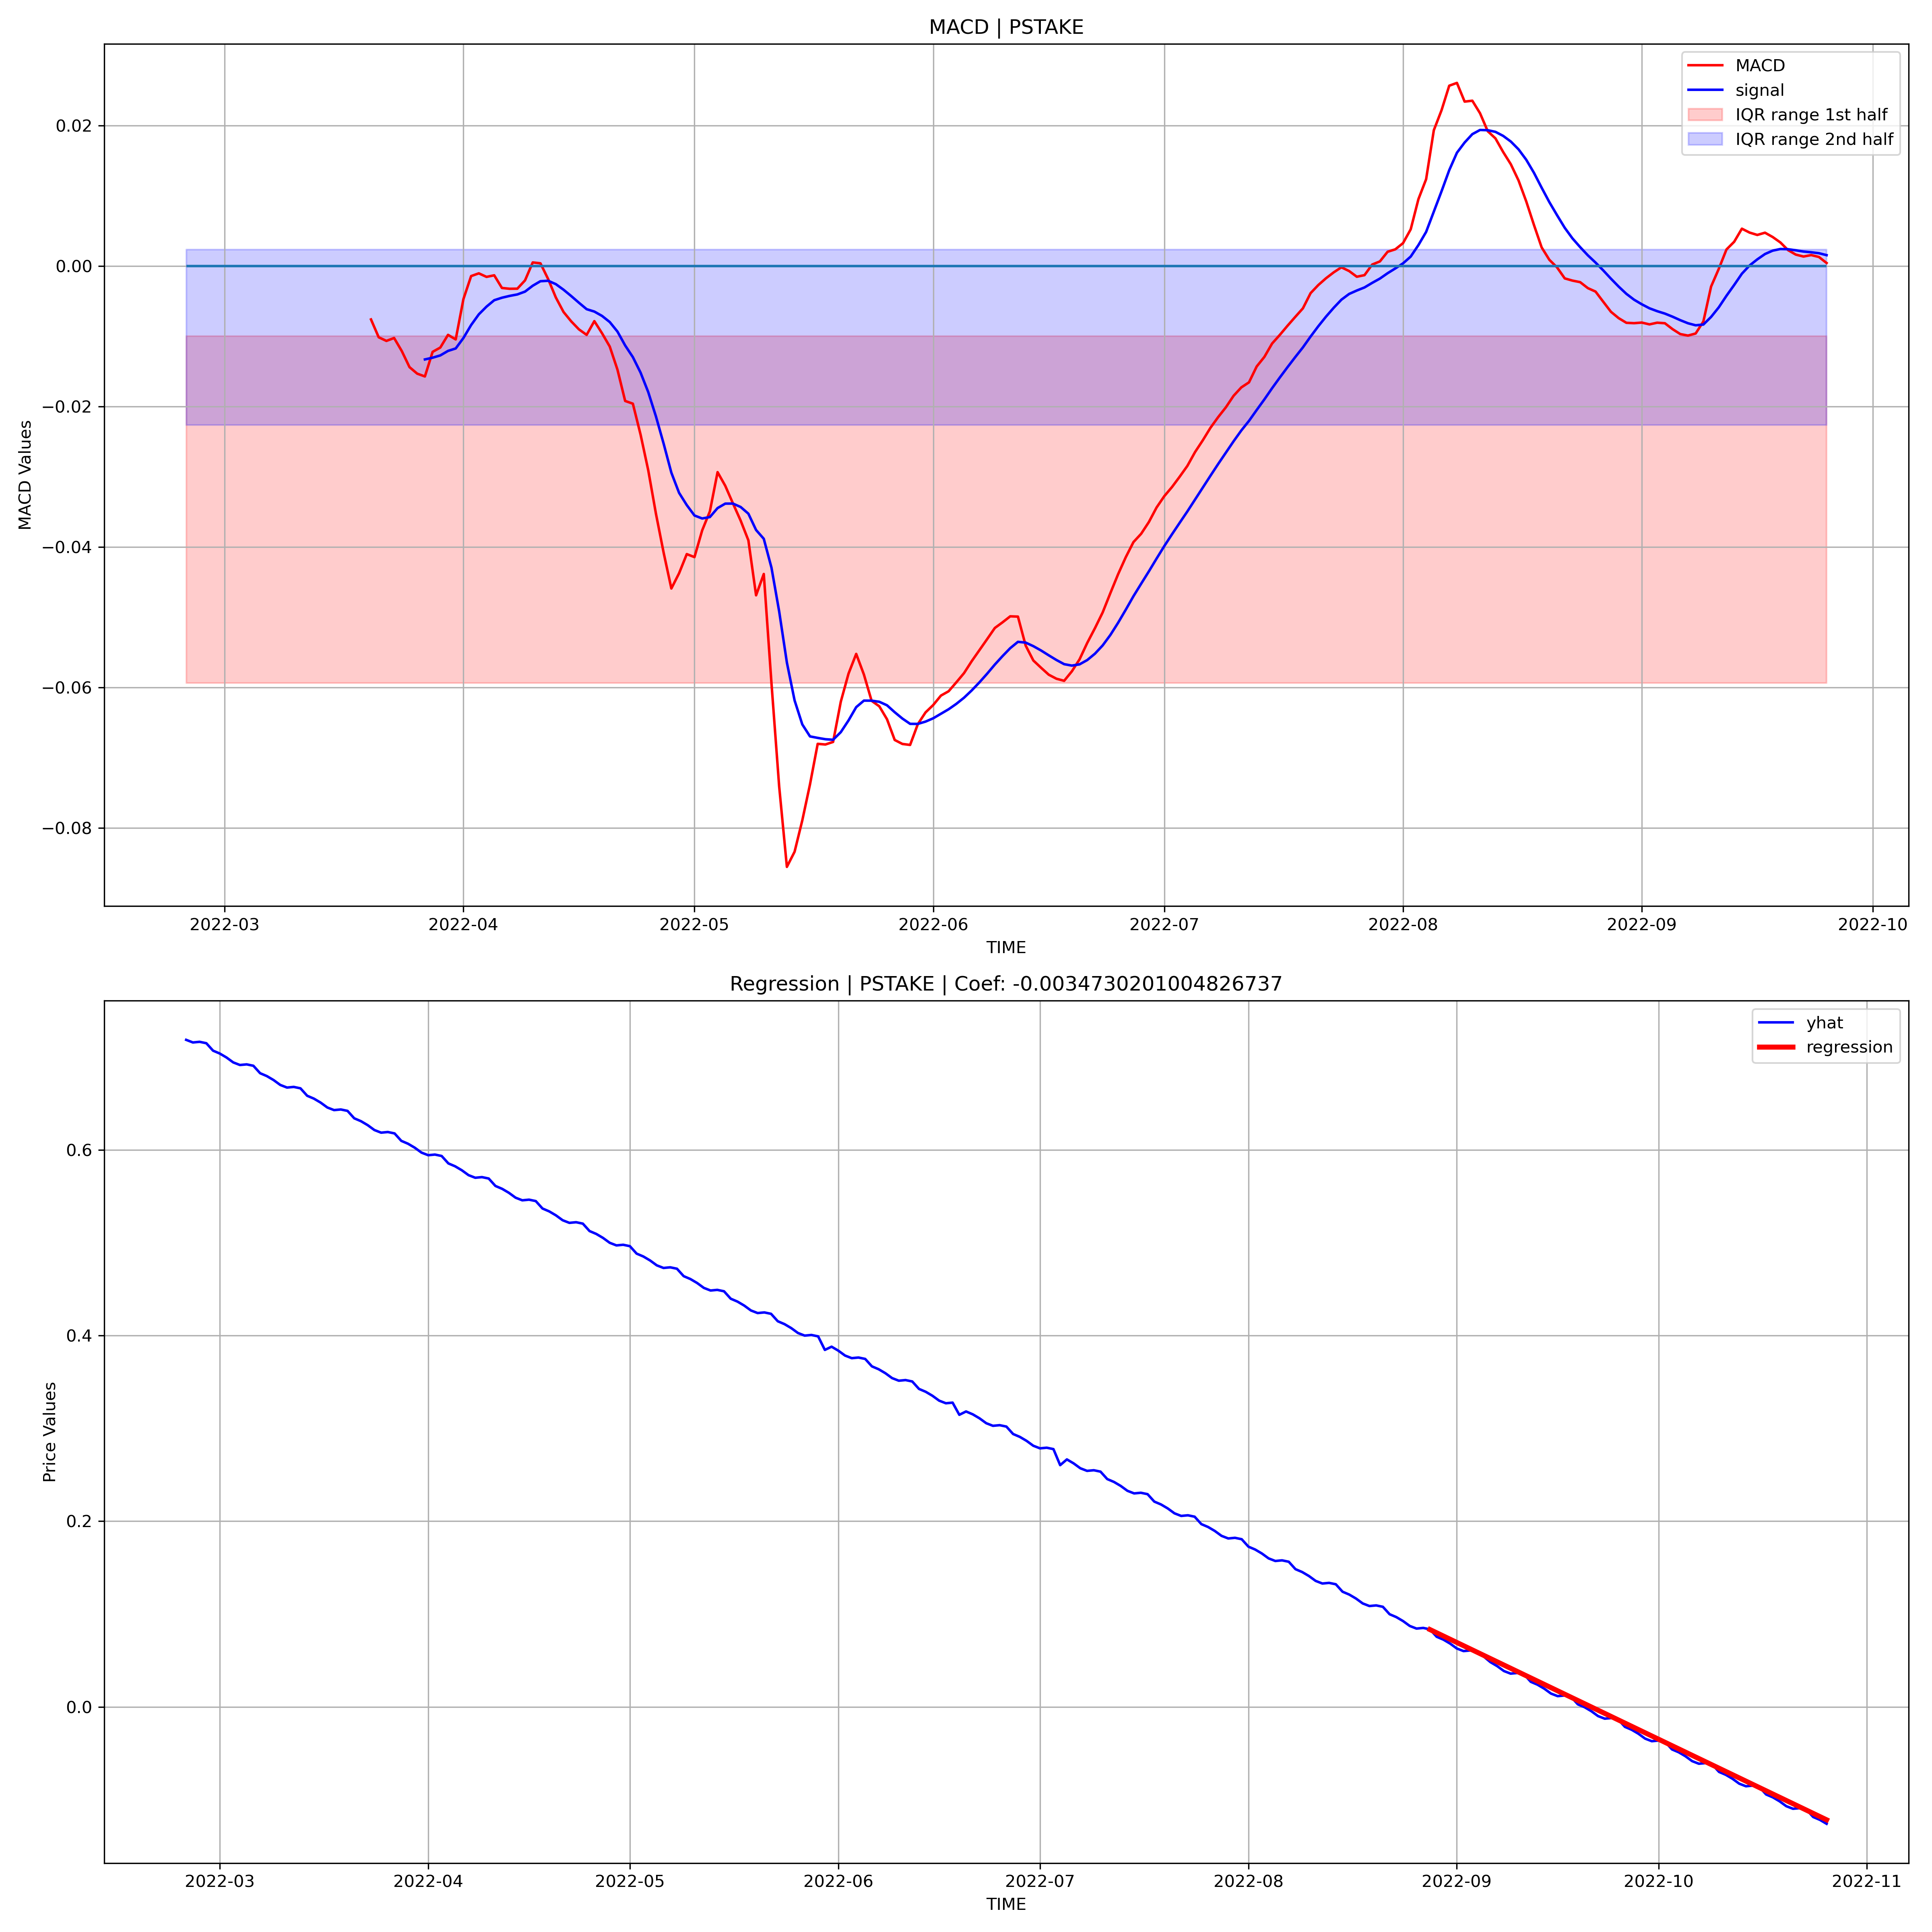 MACD | PSTAKE
MACD
signal
IQR range 1st half
IQR range 2nd half
0.02
0.00
−0.02
−0.04
−0.06
−0.08
MACD Values
2022-03 2022-04 2022-05 2022-06 2022-07 2022-08 2022-09 2022-10
TIME
Regression | PSTAKE | Coef: -0.0034730201004826737
yhat
regression
0.6
0.4
0.2
0.0
Price Values
2022-03 2022-04 2022-05 2022-06 2022-07 2022-08 2022-09 2022-10 2022-11
TIME